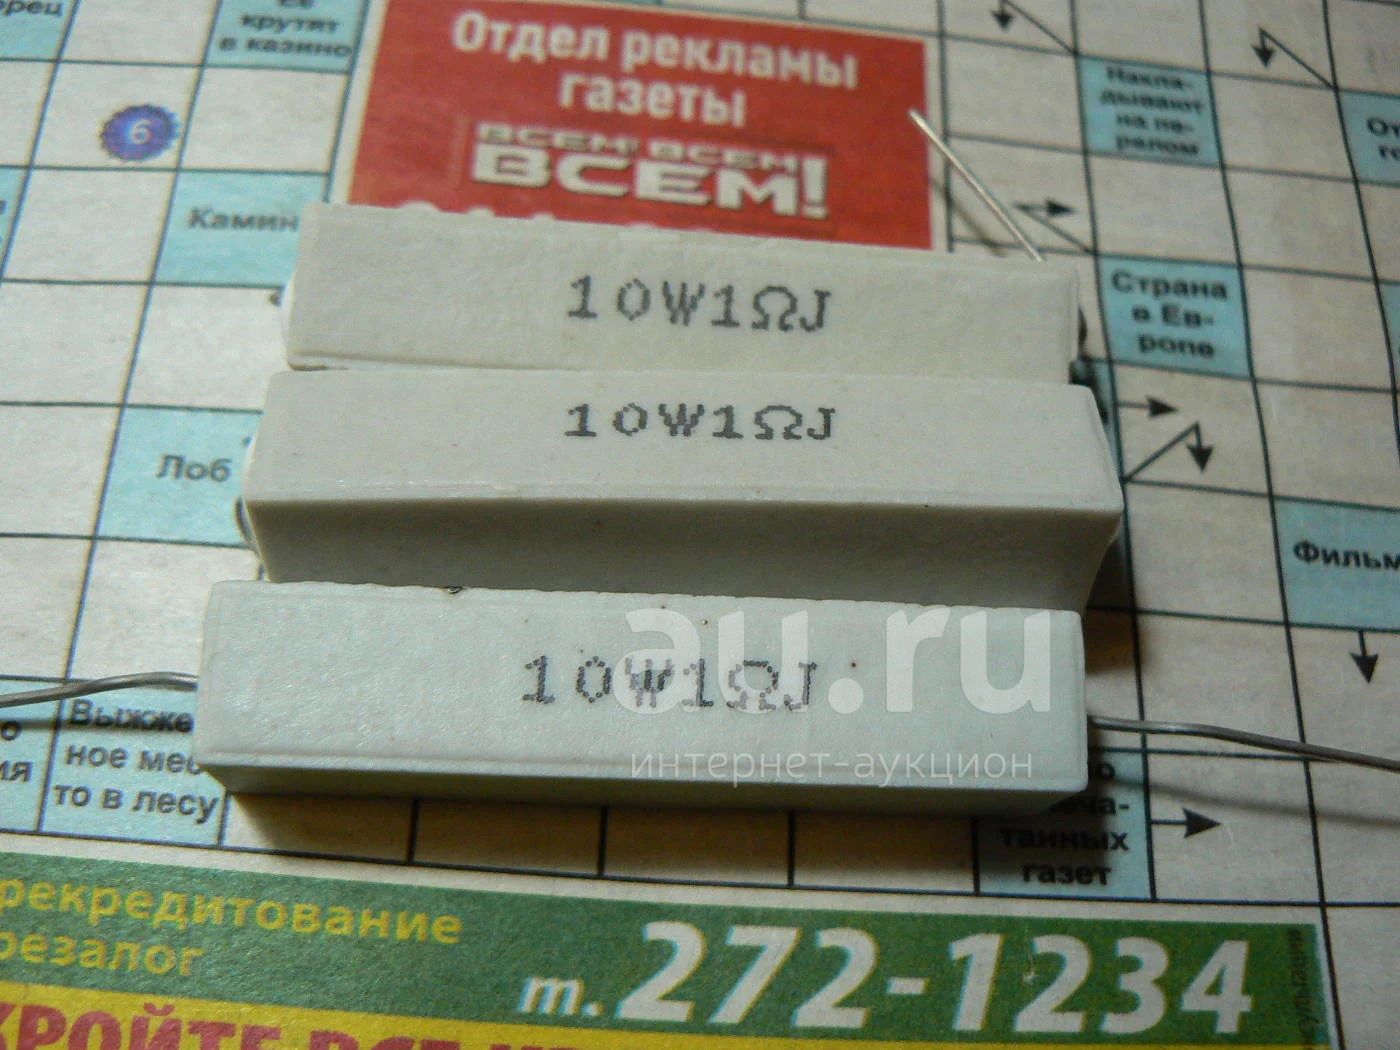 крутят
в казино
6
Отдел рекламы
газеты
ВСЕМ! ВСЕМ!
ВСЕМ!
Накла-
дывают
на пе-
релом
Камин
10W1ΩJ
Страна
в Ев-
ропе
10W1ΩJ
Лоб
Фильм
au.ru
10W1ΩJ
интернет-аукцион
Выжже
ное мес
то в лесу
танных
газет
рекредитование
резалог
т. 272-1234